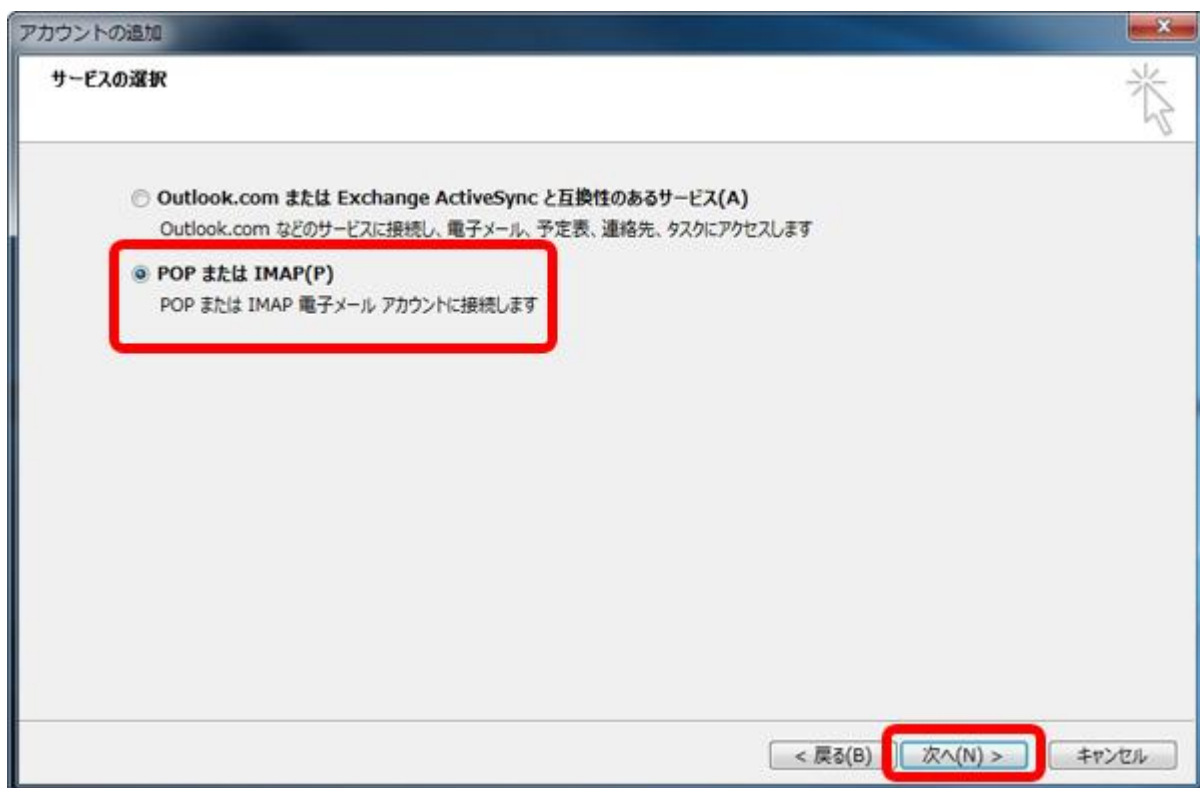 アカウントの追加
サービスの選択
Outlook.com または Exchange ActiveSync と互換性のあるサービス(A)
Outlook.com などのサービスに接続し、電子メール、予定表、連絡先、タスクにアクセスします
POP または IMAP(P)
POP または IMAP 電子メール アカウントに接続します
< 戻る(B) 次へ(N) > キャンセル